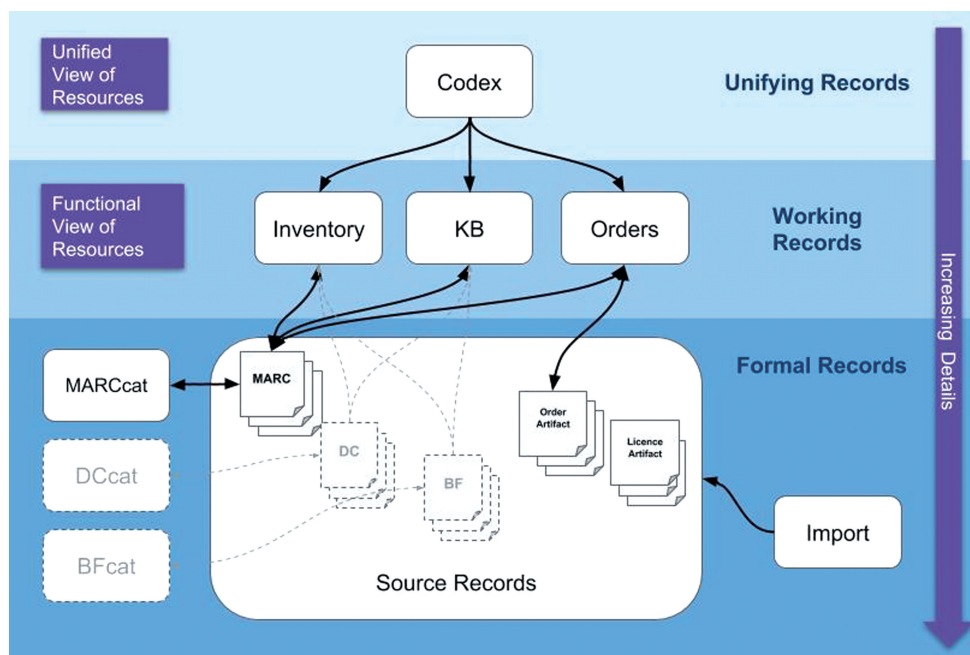 Unified
View of
Resources
Codex
Unifying Records
Functional
View of
Resources
Inventory
KB
Orders
Working
Records
Increasing Details
Formal Records
MARCcat
MARC
Order
Artifact
Licence
Artifact
DCcat
DC
BF
BFcat
Import
Source Records